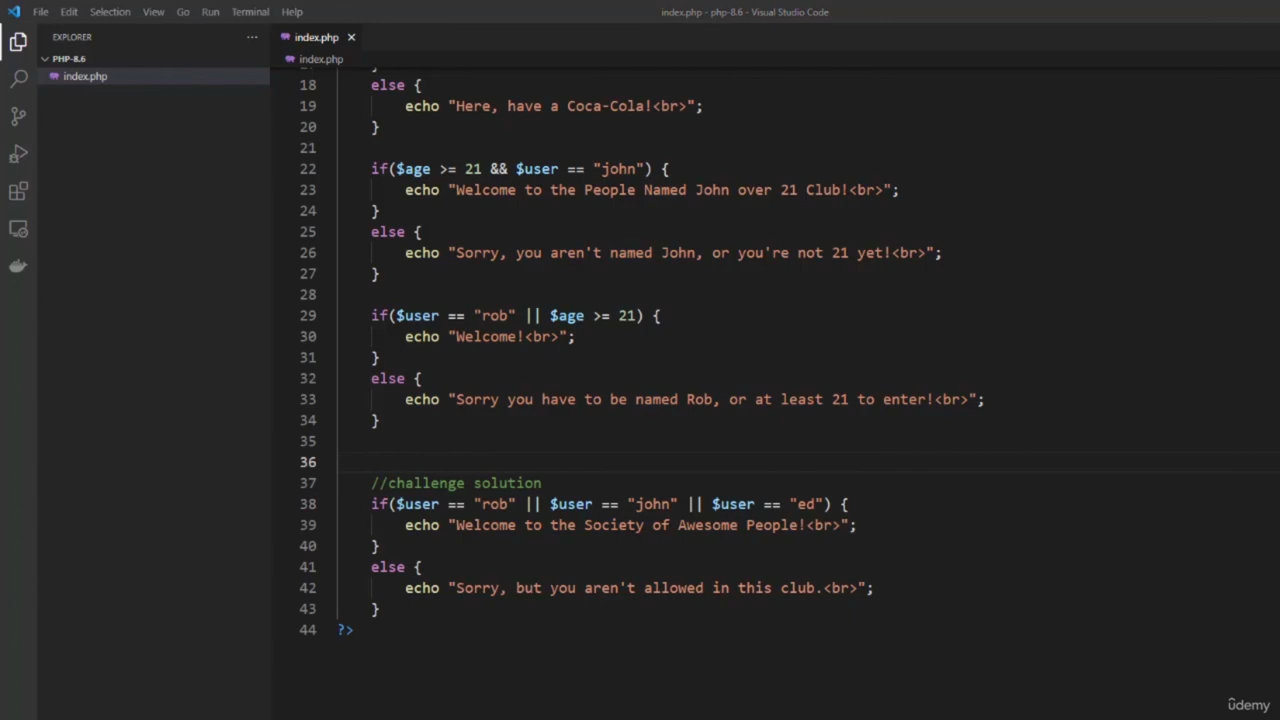 File Edit Selection View Go Run Terminal Help index.php - php-8.6 - Visual Studio Code
EXPLORER ... index.php ×
PHP-8.6 index.php
index.php
18 else {
19 echo "Here, have a Coca-Cola!<br>";
20 }
21
22 if($age >= 21 && $user == "john") {
23 echo "Welcome to the People Named John over 21 Club!<br>";
24 }
25 else {
26 echo "Sorry, you aren't named John, or you're not 21 yet!<br>";
27 }
28
29 if($user == "rob" || $age >= 21) {
30 echo "Welcome!<br>";
31 }
32 else {
33 echo "Sorry you have to be named Rob, or at least 21 to enter!<br>";
34 }
35
36
37 //challenge solution
38 if($user == "rob" || $user == "john" || $user == "ed") {
39 echo "Welcome to the Society of Awesome People!<br>";
40 }
41 else {
42 echo "Sorry, but you aren't allowed in this club.<br>";
43 }
44 ?>
ûdemy